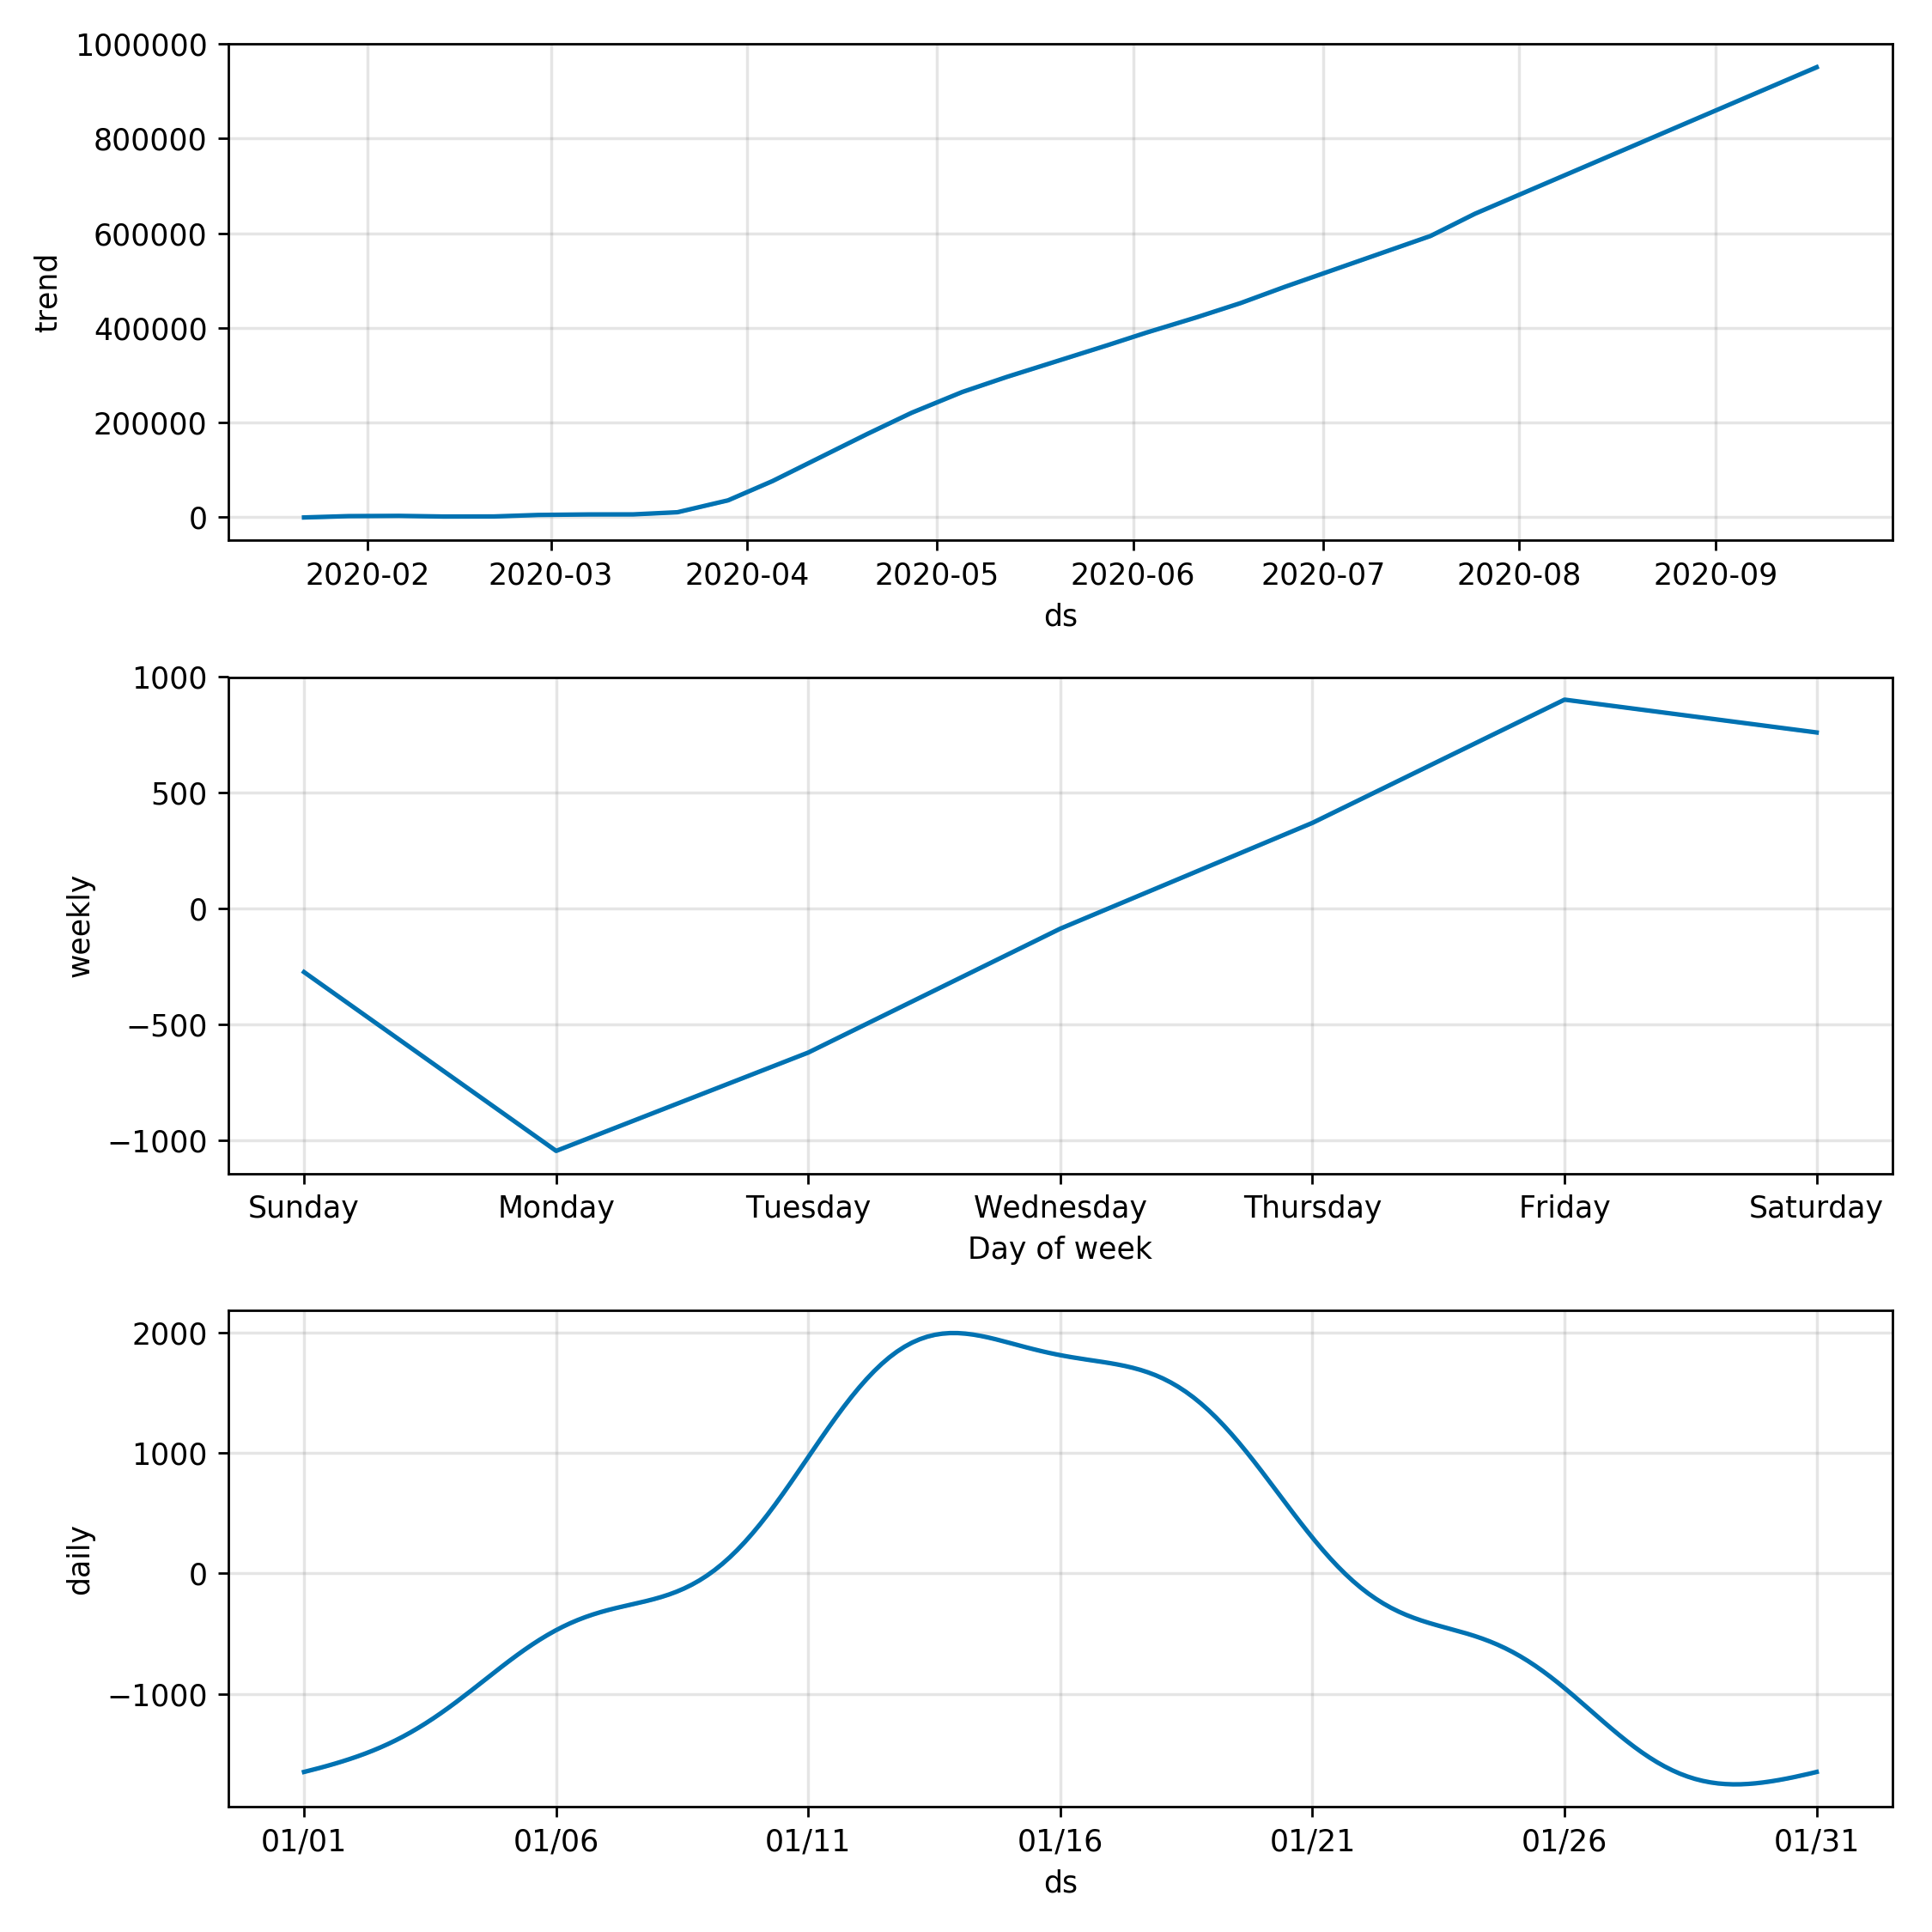 1000000
800000
600000
400000
200000
0
trend
2020-02 2020-03 2020-04 2020-05 2020-06 2020-07 2020-08 2020-09
ds
1000
500
0
−500
−1000
weekly
Sunday Monday Tuesday Wednesday Thursday Friday Saturday
Day of week
2000
1000
0
−1000
daily
01/01 01/06 01/11 01/16 01/21 01/26 01/31
ds